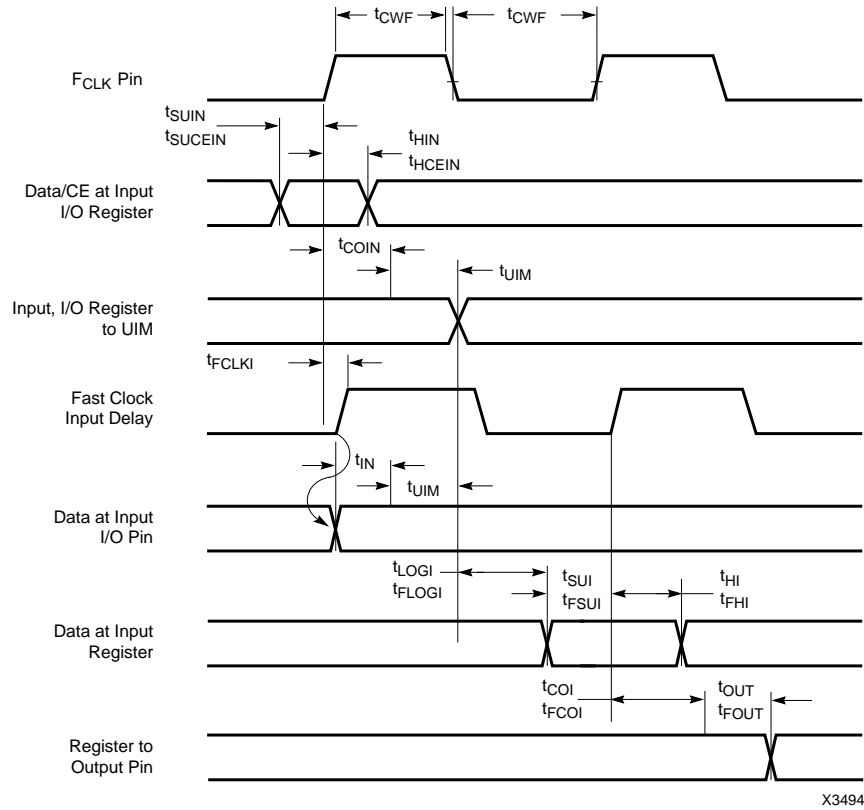 tCWF
tCWF
FCLK Pin
tSUIN
tSUCEIN
tHIN
tHCEIN
Data/CE at Input
I/O Register
tCOIN
tUIM
Input, I/O Register
to UIM
tFCLKI
Fast Clock
Input Delay
tIN
tUIM
Data at Input
I/O Pin
tLOGI
tFLOGI
tSUI
tFSUI
tHI
tFHI
Data at Input
Register
tCOI
tFCOI
tOUT
tFOUT
Register to
Output Pin
X3494